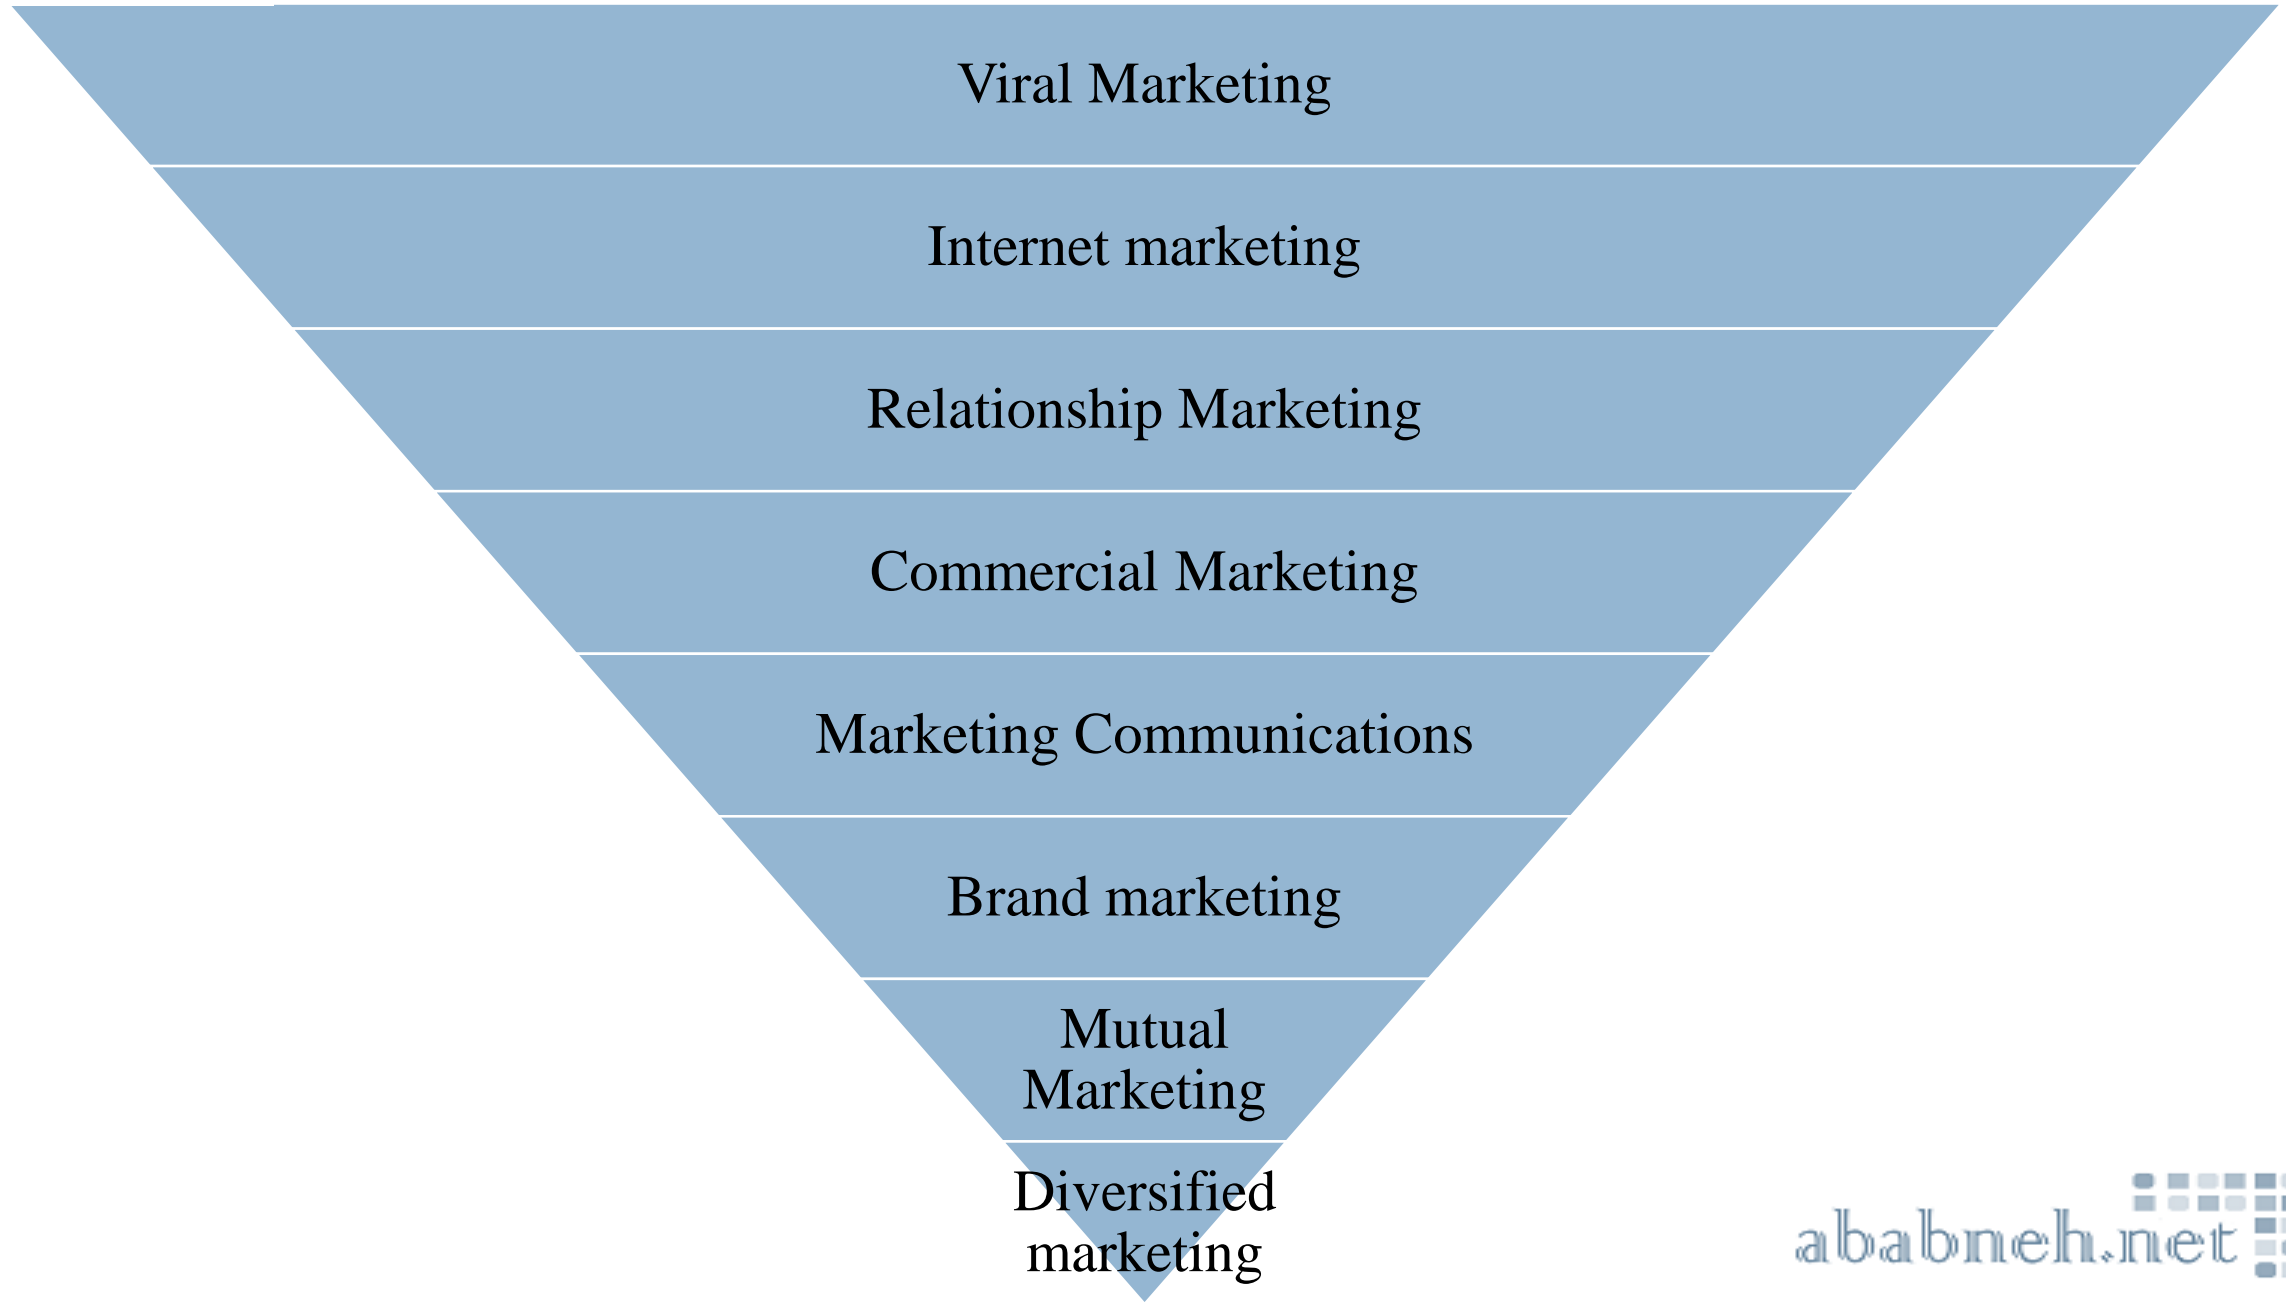 Viral Marketing
Internet marketing
Relationship Marketing
Commercial Marketing
Marketing Communications
Brand marketing
Mutual
Marketing
Diversified
marketing
ababneh.net